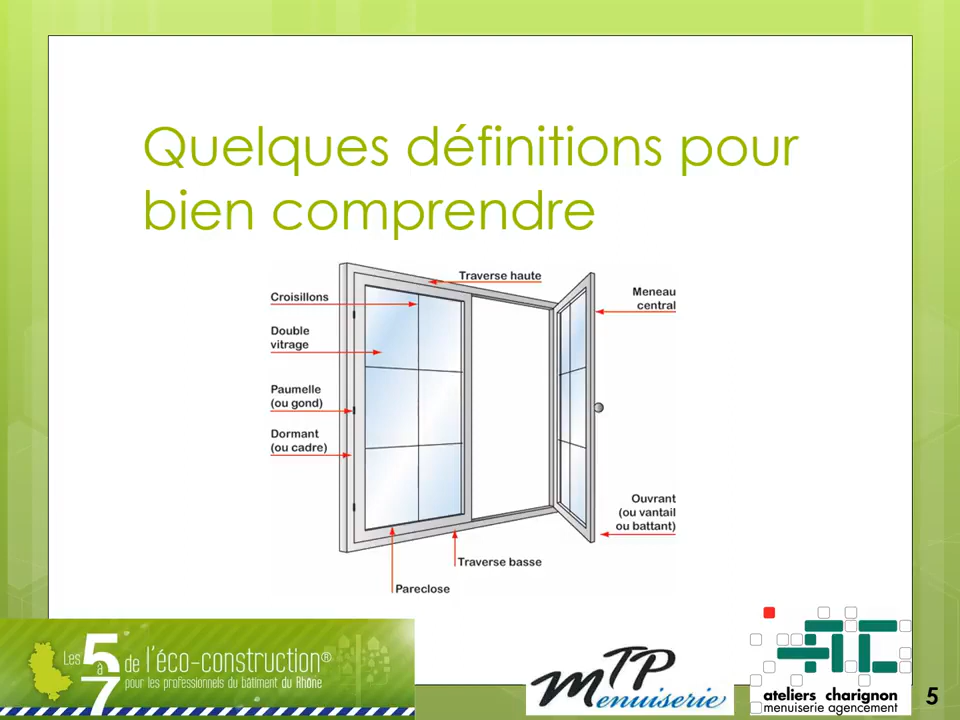 Quelques définitions pour
bien comprendre
Traverse haute
Croisillons
Meneau
central
Double
vitrage
Paumelle
(ou gond)
Dormant
(ou cadre)
Ouvrant
(ou vantail
ou battant)
Traverse basse
Pareclose
Les 5 à 7 de l'éco-construction®
pour les professionnels du bâtiment du Rhône
MTP
Menuiserie
AC
ateliers charignon
menuiserie agencement
5